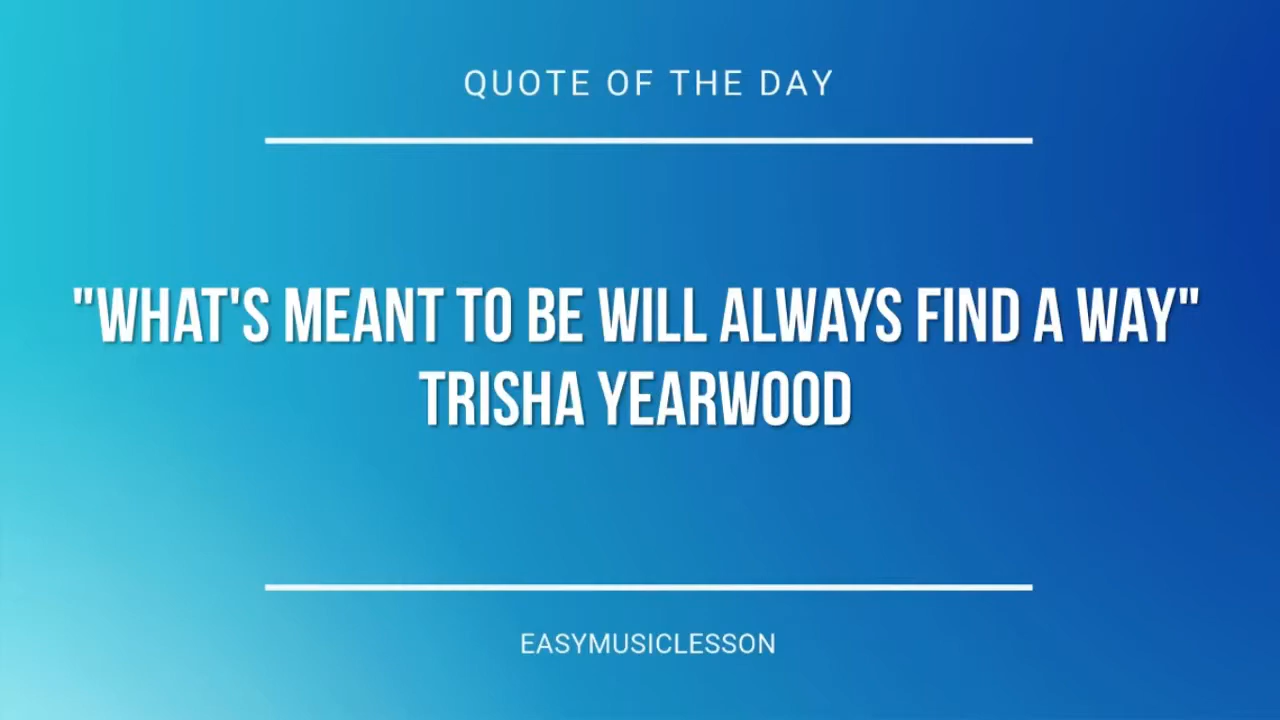 QUOTE OF THE DAY
"WHAT'S MEANT TO BE WILL ALWAYS FIND A WAY"
TRISHA YEARWOOD
EASYMUSICLESSON